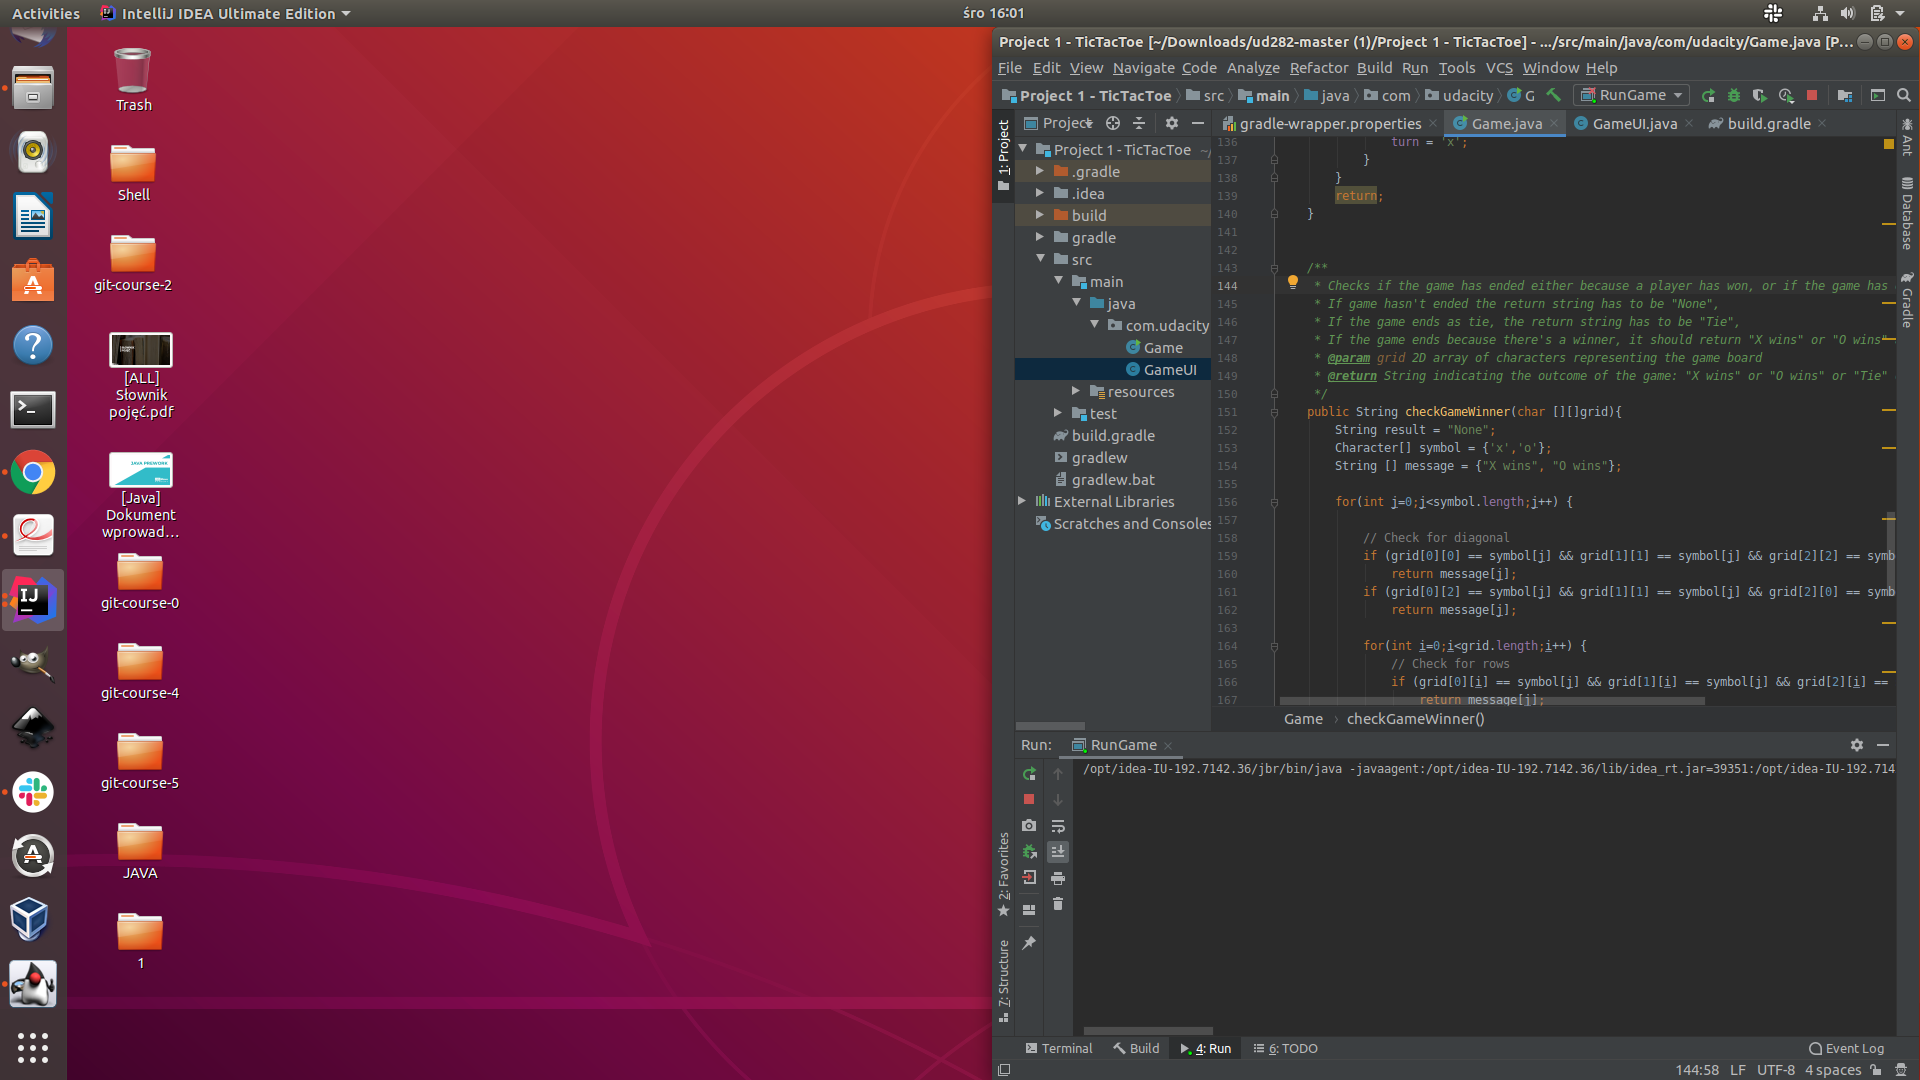 Activities
IntelliJ IDEA Ultimate Edition
śro 16:01
Trash
Shell
git-course-2
[ALL]
Słownik
pojęć.pdf
[Java]
Dokument
wprowad…
git-course-0
git-course-4
git-course-5
JAVA
1
Project 1 - TicTacToe [~/Downloads/ud282-master (1)/Project 1 - TicTacToe] - .../src/main/java/com/udacity/Game.java [P...
File Edit View Navigate Code Analyze Refactor Build Run Tools VCS Window Help
Project 1 - TicTacToe src main java com udacity G RunGame
Project
gradle-wrapper.properties Game.java GameUI.java build.gradle
1: Project
Project 1 - TicTacToe ~/
.gradle
.idea
build
gradle
src
main
java
com.udacity
Game
GameUI
resources
test
build.gradle
gradlew
gradlew.bat
External Libraries
Scratches and Consoles
136 turn = 'x';
137 }
138 }
139 return;
140 }
141
142
143 /**
144 * Checks if the game has ended either because a player has won, or if the game has
145 * If game hasn't ended the return string has to be "None",
146 * If the game ends as tie, the return string has to be "Tie",
147 * If the game ends because there's a winner, it should return "X wins" or "O wins"
148 * @param grid 2D array of characters representing the game board
149 * @return String indicating the outcome of the game: "X wins" or "O wins" or "Tie"
150 */
151 public String checkGameWinner(char [][]grid){
152 String result = "None";
153 Character[] symbol = {'x','o'};
154 String [] message = {"X wins", "O wins"};
155
156 for(int j=0;j<symbol.length;j++) {
157
158 // Check for diagonal
159 if (grid[0][0] == symbol[j] && grid[1][1] == symbol[j] && grid[2][2] == symb
160 return message[j];
161 if (grid[0][2] == symbol[j] && grid[1][1] == symbol[j] && grid[2][0] == symb
162 return message[j];
163
164 for(int i=0;i<grid.length;i++) {
165 // Check for rows
166 if (grid[0][i] == symbol[j] && grid[1][i] == symbol[j] && grid[2][i] ==
167 return message[j];
Game checkGameWinner()
Ant
Database
Gradle
Run: RunGame
/opt/idea-IU-192.7142.36/jbr/bin/java -javaagent:/opt/idea-IU-192.7142.36/lib/idea_rt.jar=39351:/opt/idea-IU-192.714
2: Favorites
7: Structure
Terminal Build 4: Run 6: TODO Event Log
144:58 LF UTF-8 4 spaces